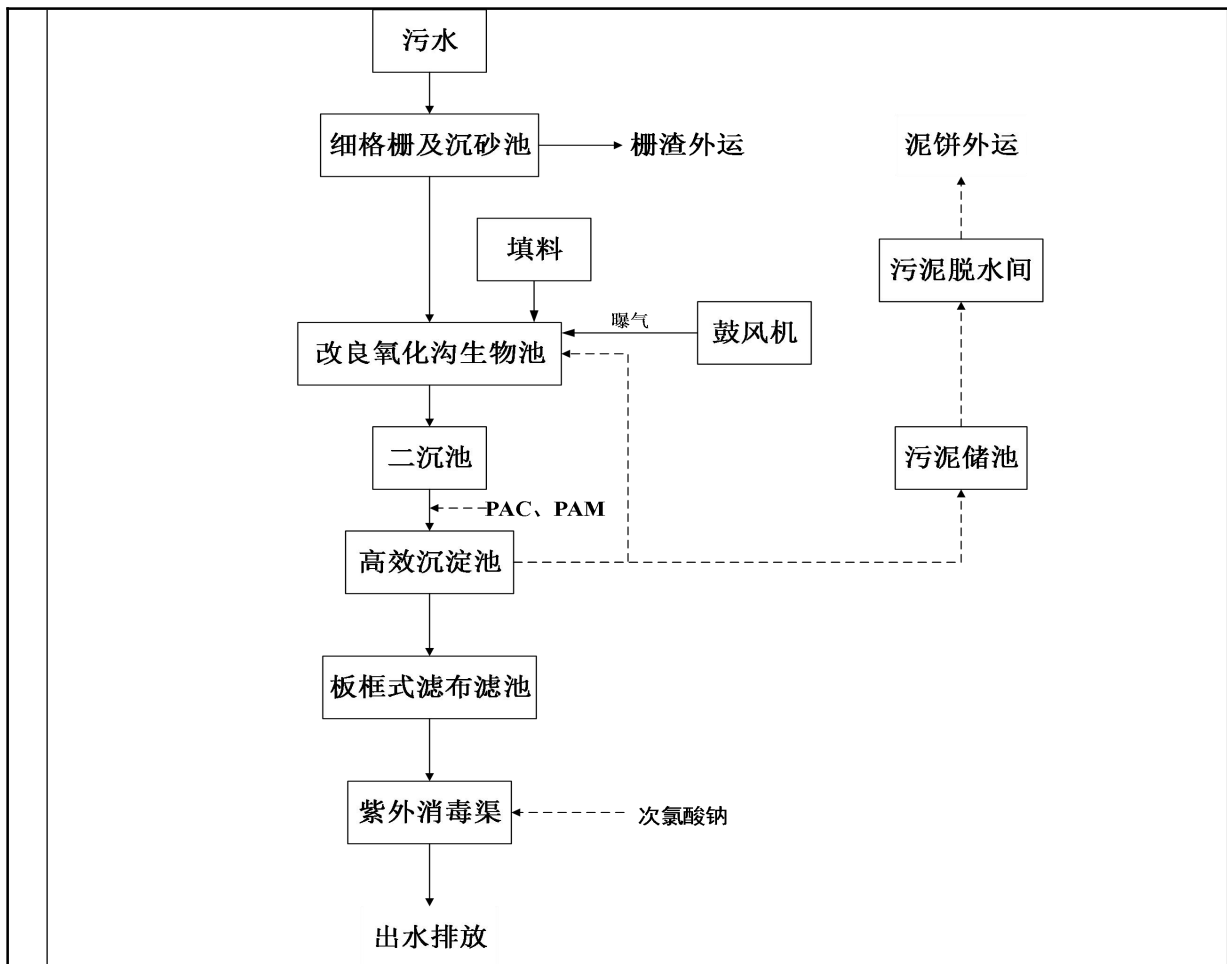 污水
细格栅及沉砂池
栅渣外运
泥饼外运
填料
污泥脱水间
曝气
鼓风机
改良氧化沟生物池
二沉池
污泥储池
PAC、PAM
高效沉淀池
板框式滤布滤池
紫外消毒渠
次氯酸钠
出水排放